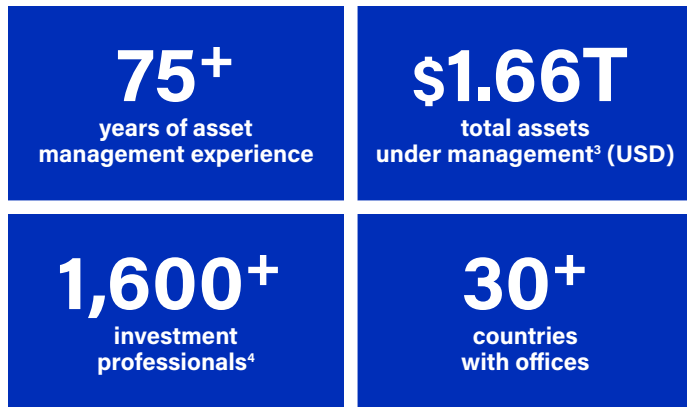 75+
years of asset
management experience
$1.66T
total assets
under management³ (USD)
1,600+
investment
professionals⁴
30+
countries
with offices